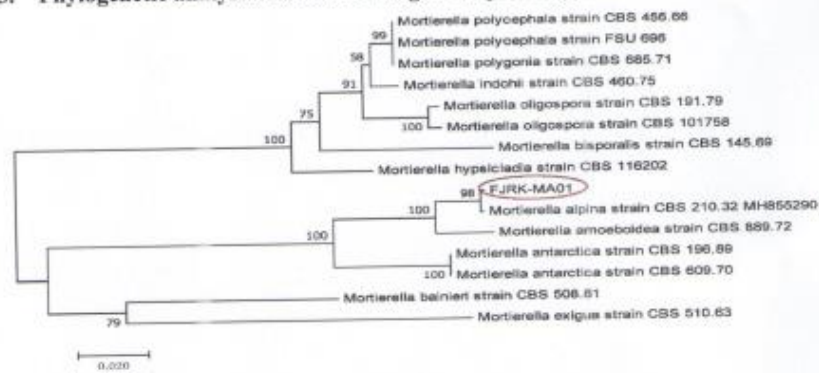 Phylogenetic
99
Mortierella polycephala strain CBS 456.66
Mortierella polycephala strain FSU 696
58
Mortierella polygonia strain CBS 685.71
91
Mortierella indohii strain CBS 460.75
75
Mortierella oligospora strain CBS 191.79
100
Mortierella oligospora strain CBS 101758
100
Mortierella bisporalis strain CBS 145.69
Mortierella hypsicladia strain CBS 116202
98
FJRK-MA01
100
Mortierella alpina strain CBS 210.32 MH855290
Mortierella amoeboidea strain CBS 889.72
100
Mortierella antarctica strain CBS 196.89
100
Mortierella antarctica strain CBS 609.70
Mortierella bainieri strain CBS 508.81
79
Mortierella exigua strain CBS 510.63
0.020